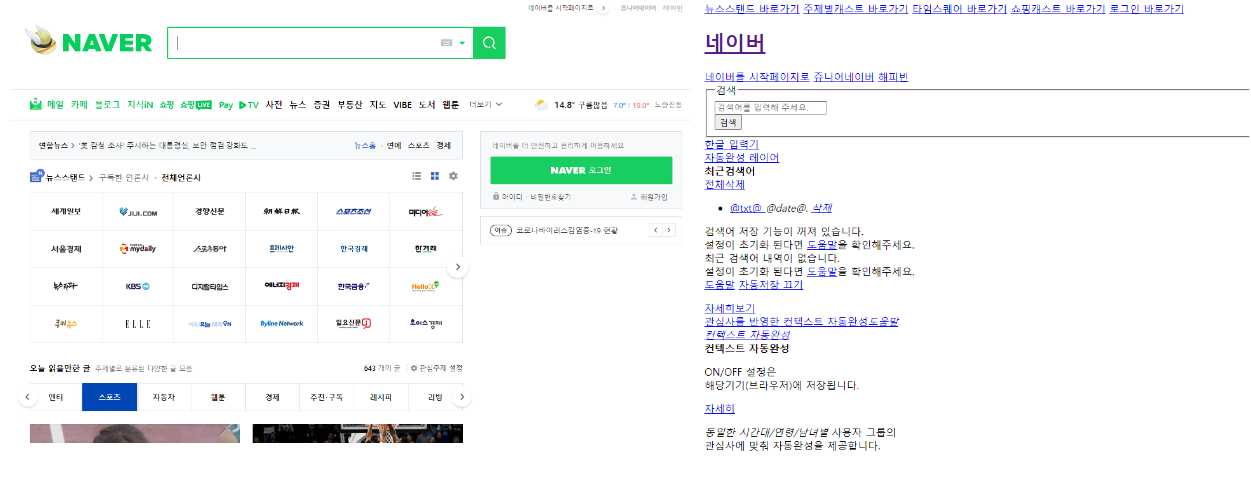 네이버를 시작페이지로 > 쥬니어네이버 해피빈
NAVER
메일 카페 블로그 지식iN 쇼핑 쇼핑LIVE Pay TV 사전 뉴스 증권 부동산 지도 VIBE 도서 웹툰 더보기
14.8° 구름많음 7.0° / 19.0° 노량진동
연합뉴스 > '英 감청 조사' 주시하는 대통령실, 보안 점검·강화도 ...
뉴스홈 · 연예 스포츠 경제
네이버를 더 안전하고 편리하게 이용하세요
NAVER 로그인
아이디 · 비밀번호찾기 회원가입
뉴스스탠드 > 구독한 언론사 · 전체언론사
세계일보 JIJI.COM 경향신문 朝鮮日報 스포츠조선 미디어오늘
이슈 코로나바이러스감염증-19 현황
서울경제 mydaily 스포츠동아 프레시안 한국경제 한겨레
뉴스타파 KBS 디지털타임스 에너지경제 한국금융 HelloDD
쿠키뉴스 ELLE Byline Network 일요신문 조이스경제
오늘 읽을만한 글 주제별로 분류된 다양한 글 모음
643 개의 글 관심주제 설정
엔터 스포츠 자동차 웹툰 경제 추천·구독 레시피 리빙
뉴스스탠드 바로가기 주제별캐스트 바로가기 타임스퀘어 바로가기 쇼핑캐스트 바로가기 로그인 바로가기
네이버
네이버를 시작페이지로 쥬니어네이버 해피빈
검색
검색어를 입력해 주세요.
검색
한글 입력기
자동완성 레이어
최근검색어
전체삭제
@txt@ @date@. 삭제
검색어 저장 기능이 꺼져 있습니다.
설정이 초기화 된다면 도움말을 확인해주세요.
최근 검색어 내역이 없습니다.
설정이 초기화 된다면 도움말을 확인해주세요.
도움말 자동저장 끄기
자세히보기
관심사를 반영한 컨텍스트 자동완성도움말
컨텍스트 자동완성
컨텍스트 자동완성
ON/OFF 설정은
해당기기(브라우저)에 저장됩니다.
자세히
동일한 시간대/연령/남녀별 사용자 그룹의
관심사에 맞춰 자동완성을 제공합니다.